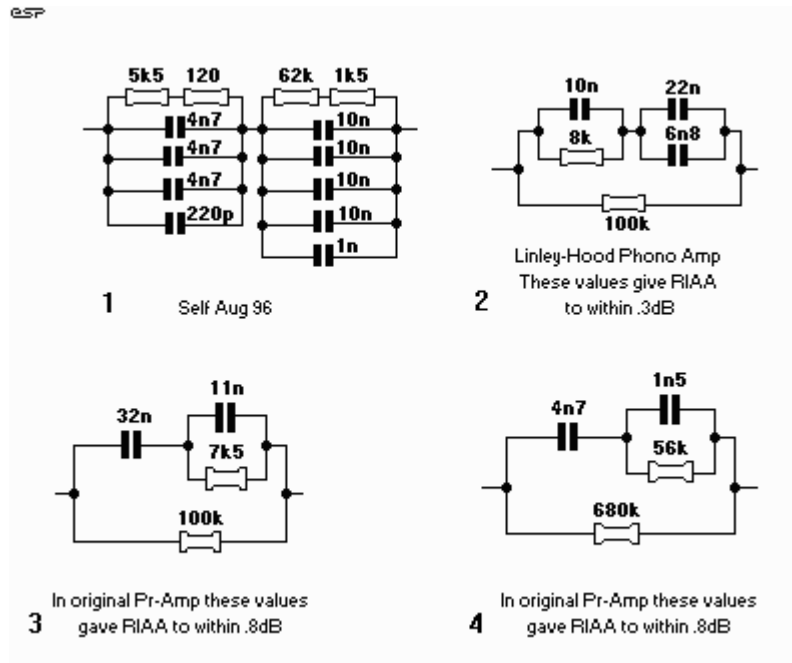 esp
5k5 120 62k 1k5
4n7 10n
4n7 10n
4n7 10n
220p 10n
1n
1 Self Aug 96
10n 22n
8k 6n8
100k
Linley-Hood Phono Amp
These values give RIAA
2 to within .3dB
11n
32n
7k5
100k
In original Pr-Amp these values
3 gave RIAA to within .8dB
1n5
4n7
56k
680k
In original Pr-Amp these values
4 gave RIAA to within .8dB